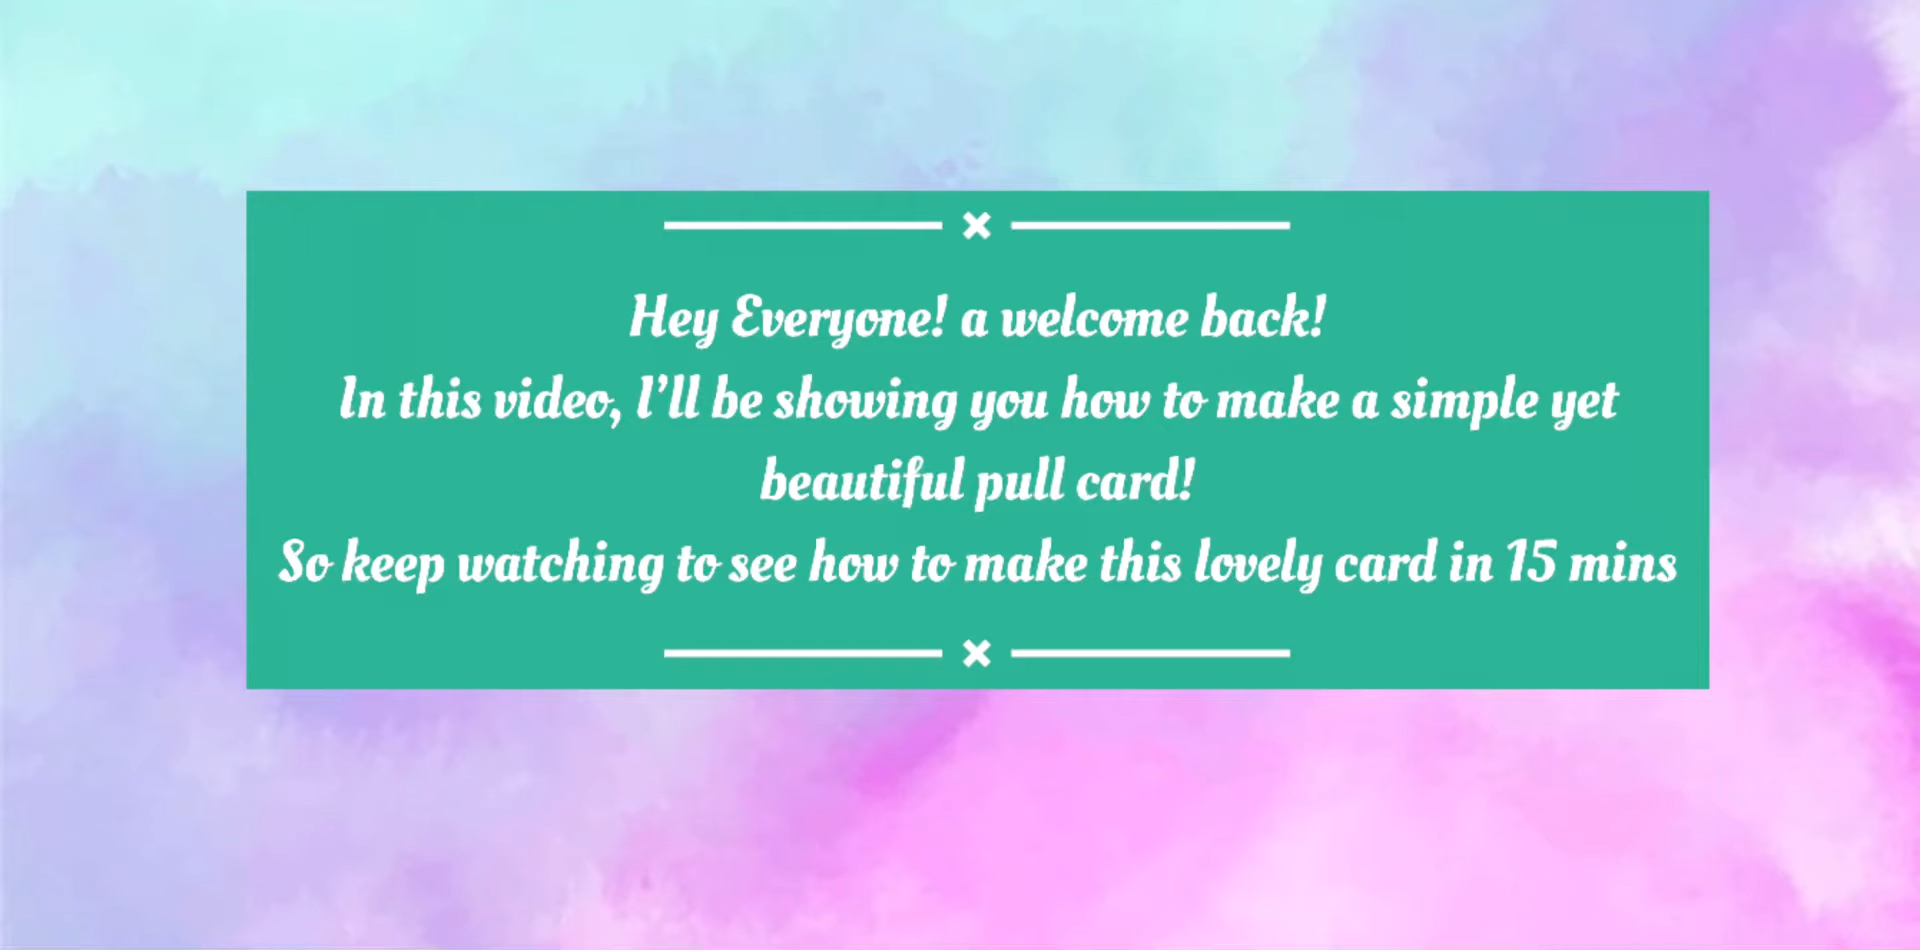 Hey Everyone! a welcome back!
In this video, I’ll be showing you how to make a simple yet
beautiful pull card!
So keep watching to see how to make this lovely card in 15 mins